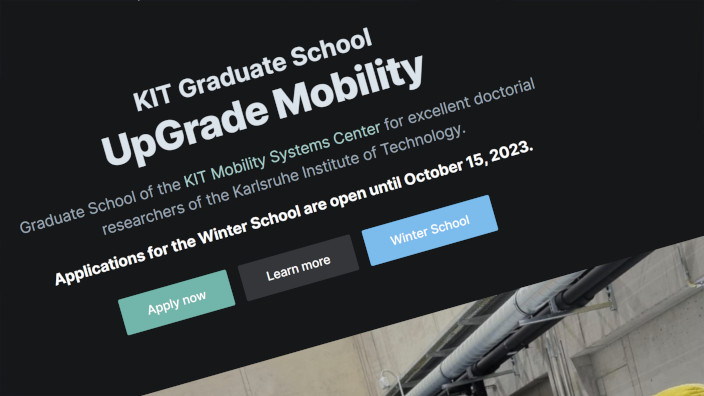 KIT Graduate School
UpGrade Mobility
Graduate School of the KIT Mobility Systems Center for excellent doctorial
researchers of the Karlsruhe Institute of Technology.
Applications for the Winter School are open until October 15, 2023.
Apply now
Learn more
Winter School